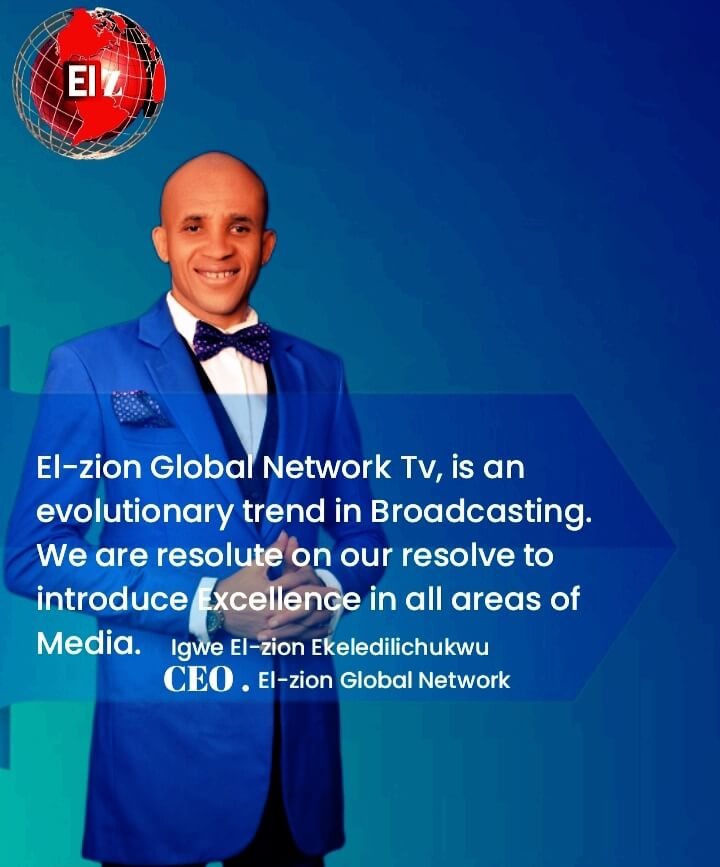 Elz
El-zion Global Network Tv, is an
evolutionary trend in Broadcasting.
We are resolute on our resolve to
introduce Excellence in all areas of
Media. Igwe El-zion Ekeledilichukwu
CEO . El-zion Global Network